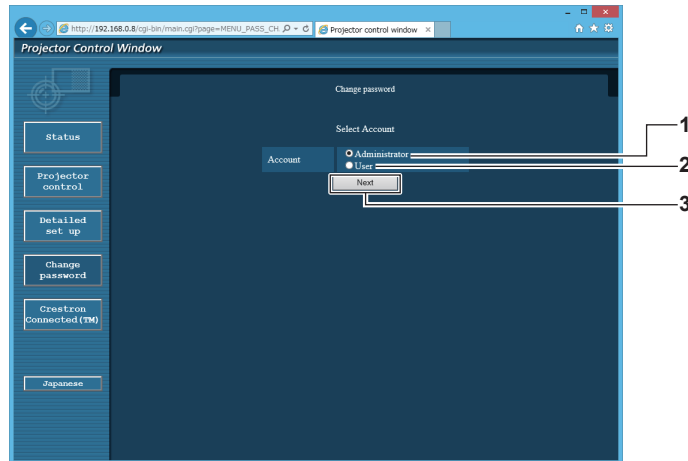 http://192.168.0.8/cgi-bin/main.cgi?page=MENU_PASS_CH
Projector control window
Projector Control Window
Change password
Select Account
Account
Administrator
User
Next
Status
Projector
control
Detailed
set up
Change
password
Crestron
Connected(TM)
Japanese
1
2
3